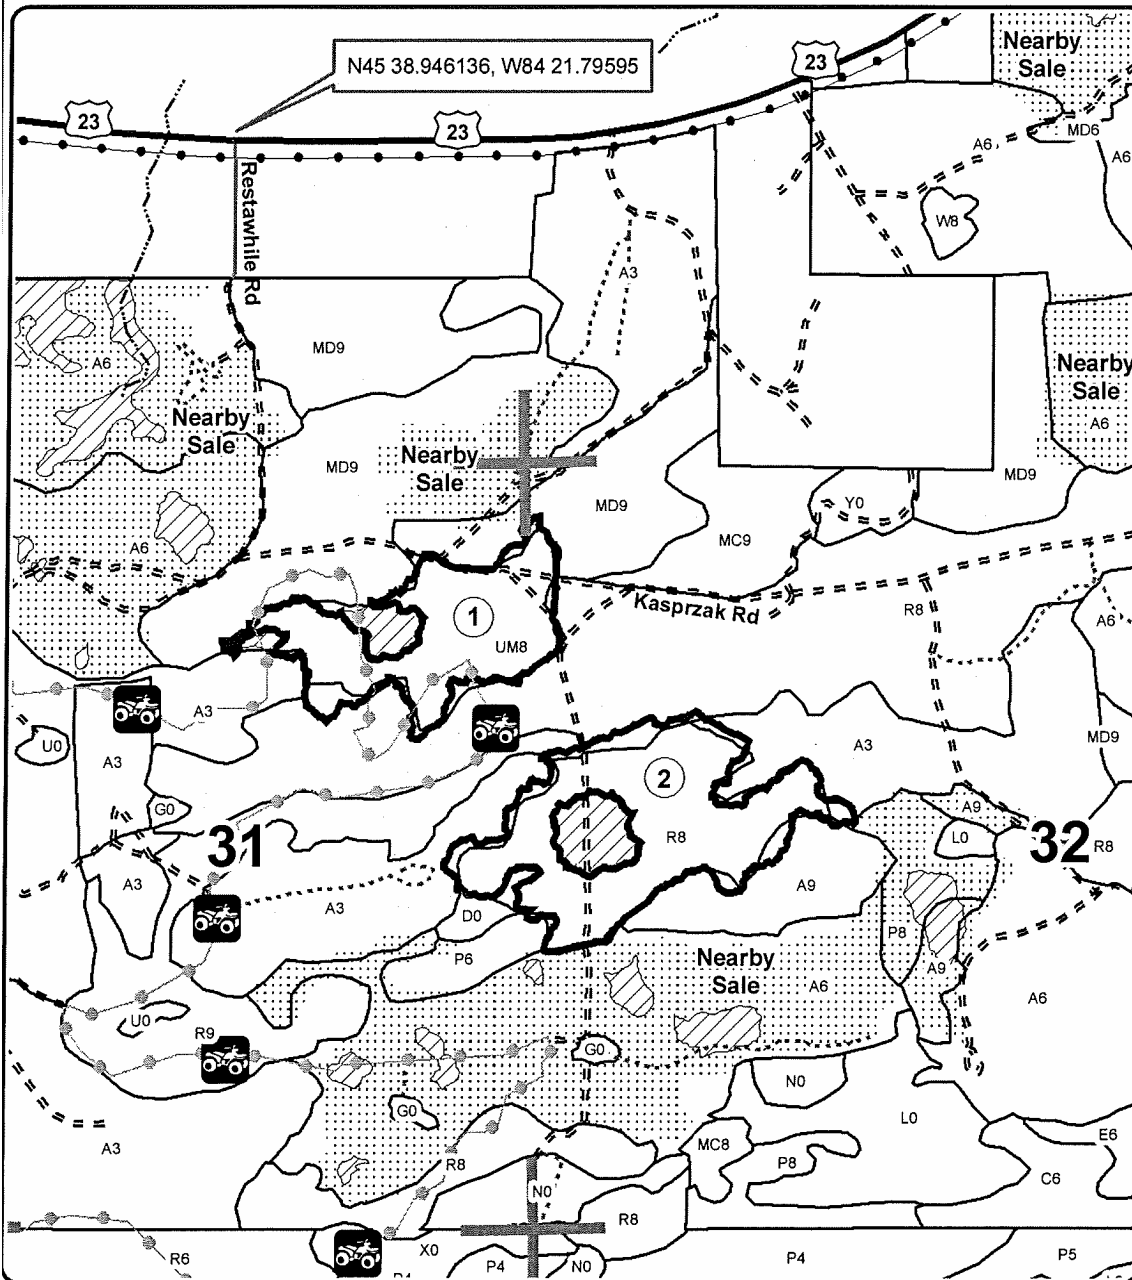 Nearby
Sale
N45 38.946136, W84 21.79595
23
23
23
MD6
A6
A6
W8
Restawhile Rd
A3
MD9
A6
Nearby
Sale
Nearby
Sale
A6
Nearby
Sale
MD9
MD9
MD9
Y0
MC9
A6
1
Kasprzak Rd
R8
A6
UM8
A3
U0
A3
A3
MD9
2
G0
A9
31
R8
L0
32
R8
A3
A3
A9
D0
P8
P6
Nearby
Sale
A6
A9
A6
U0
R9
G0
N0
G0
L0
A3
R8
MC8
P8
E6
C6
N0
R8
R6
X0
P4
N0
P4
P5